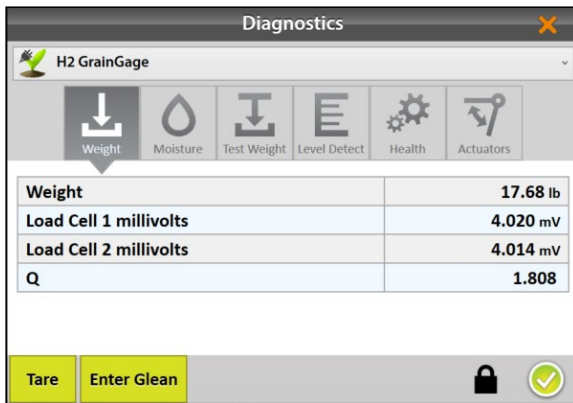 Diagnostics
H2 GrainGage
Weight Moisture Test Weight Level Detect Health Actuators
Weight 17.68 lb
Load Cell 1 millivolts 4.020 mV
Load Cell 2 millivolts 4.014 mV
Q 1.808
Tare Enter Glean